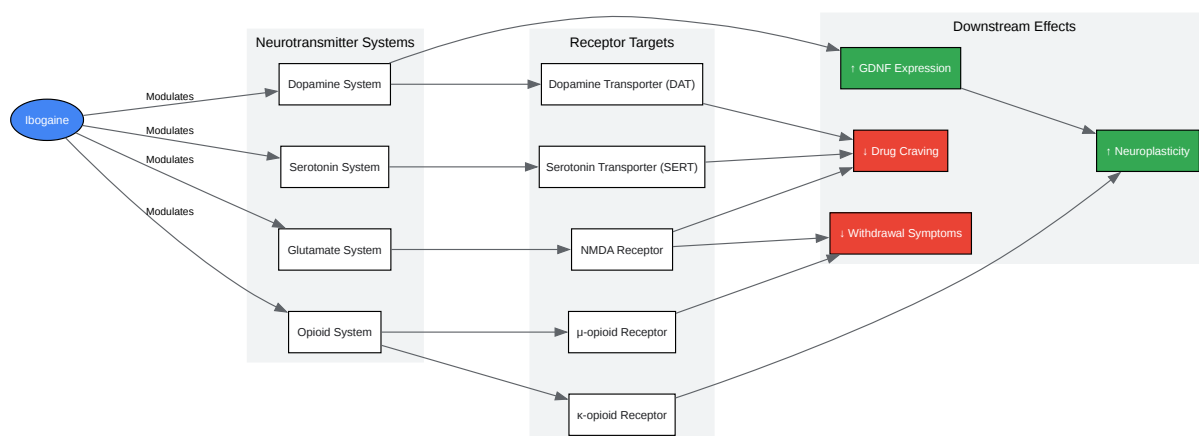 Neurotransmitter Systems
Receptor Targets
Downstream Effects
Ibogaine
Modulates
Modulates
Modulates
Modulates
Dopamine System
Serotonin System
Glutamate System
Opioid System
Dopamine Transporter (DAT)
Serotonin Transporter (SERT)
NMDA Receptor
μ-opioid Receptor
κ-opioid Receptor
↑ GDNF Expression
↓ Drug Craving
↓ Withdrawal Symptoms
↑ Neuroplasticity